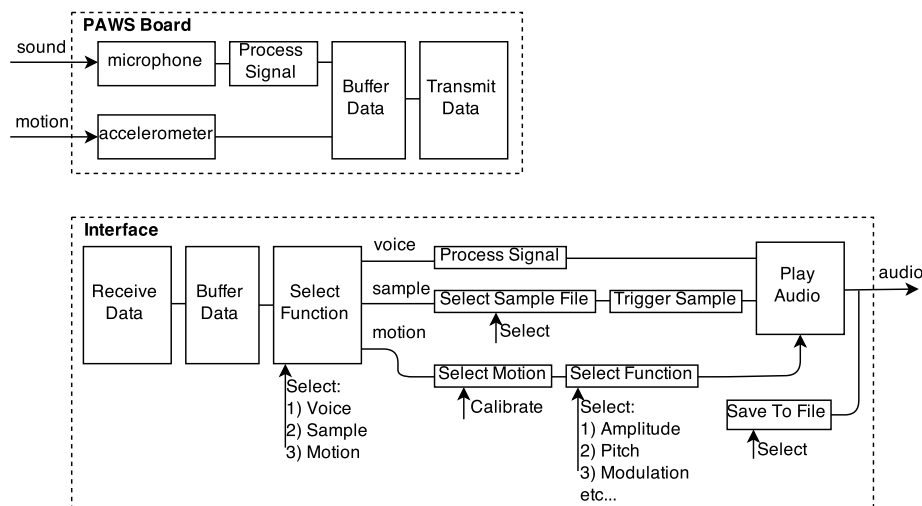 PAWS Board
sound
microphone
Process
Signal
Buffer
Data
Transmit
Data
motion
accelerometer
Interface
Receive
Data
Buffer
Data
Select
Function
voice
Process Signal
sample
Select Sample File
Trigger Sample
Select
motion
Select Motion
Calibrate
Select Function
Play
Audio
audio
Select:
1) Voice
2) Sample
3) Motion
Select:
1) Amplitude
2) Pitch
3) Modulation
etc...
Save To File
Select